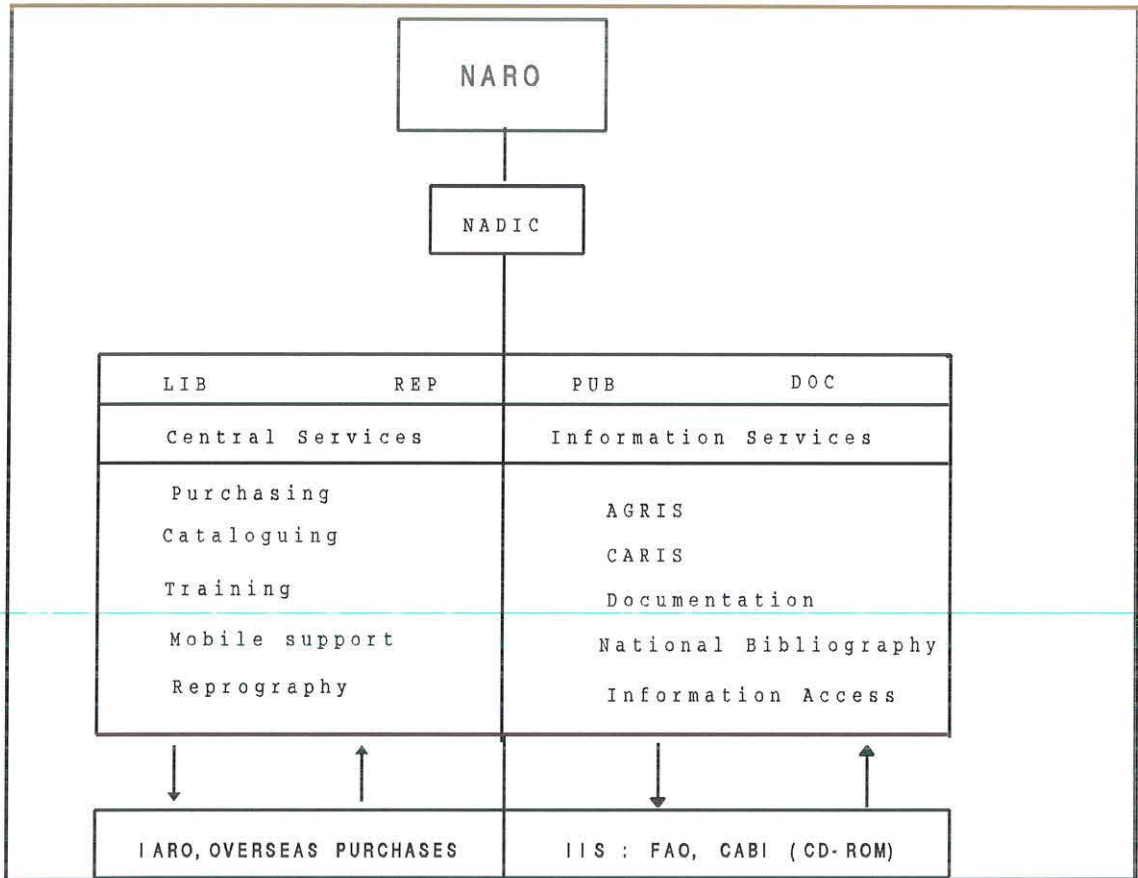 NARO
NADIC
LIB REP PUB DOC
Central Services Information Services
Purchasing
Cataloguing
Training
Mobile support
Reprography
AGRIS
CARIS
Documentation
National Bibliography
Information Access
IARO, OVERSEAS PURCHASES
IIS : FAO, CABI (CD-ROM)